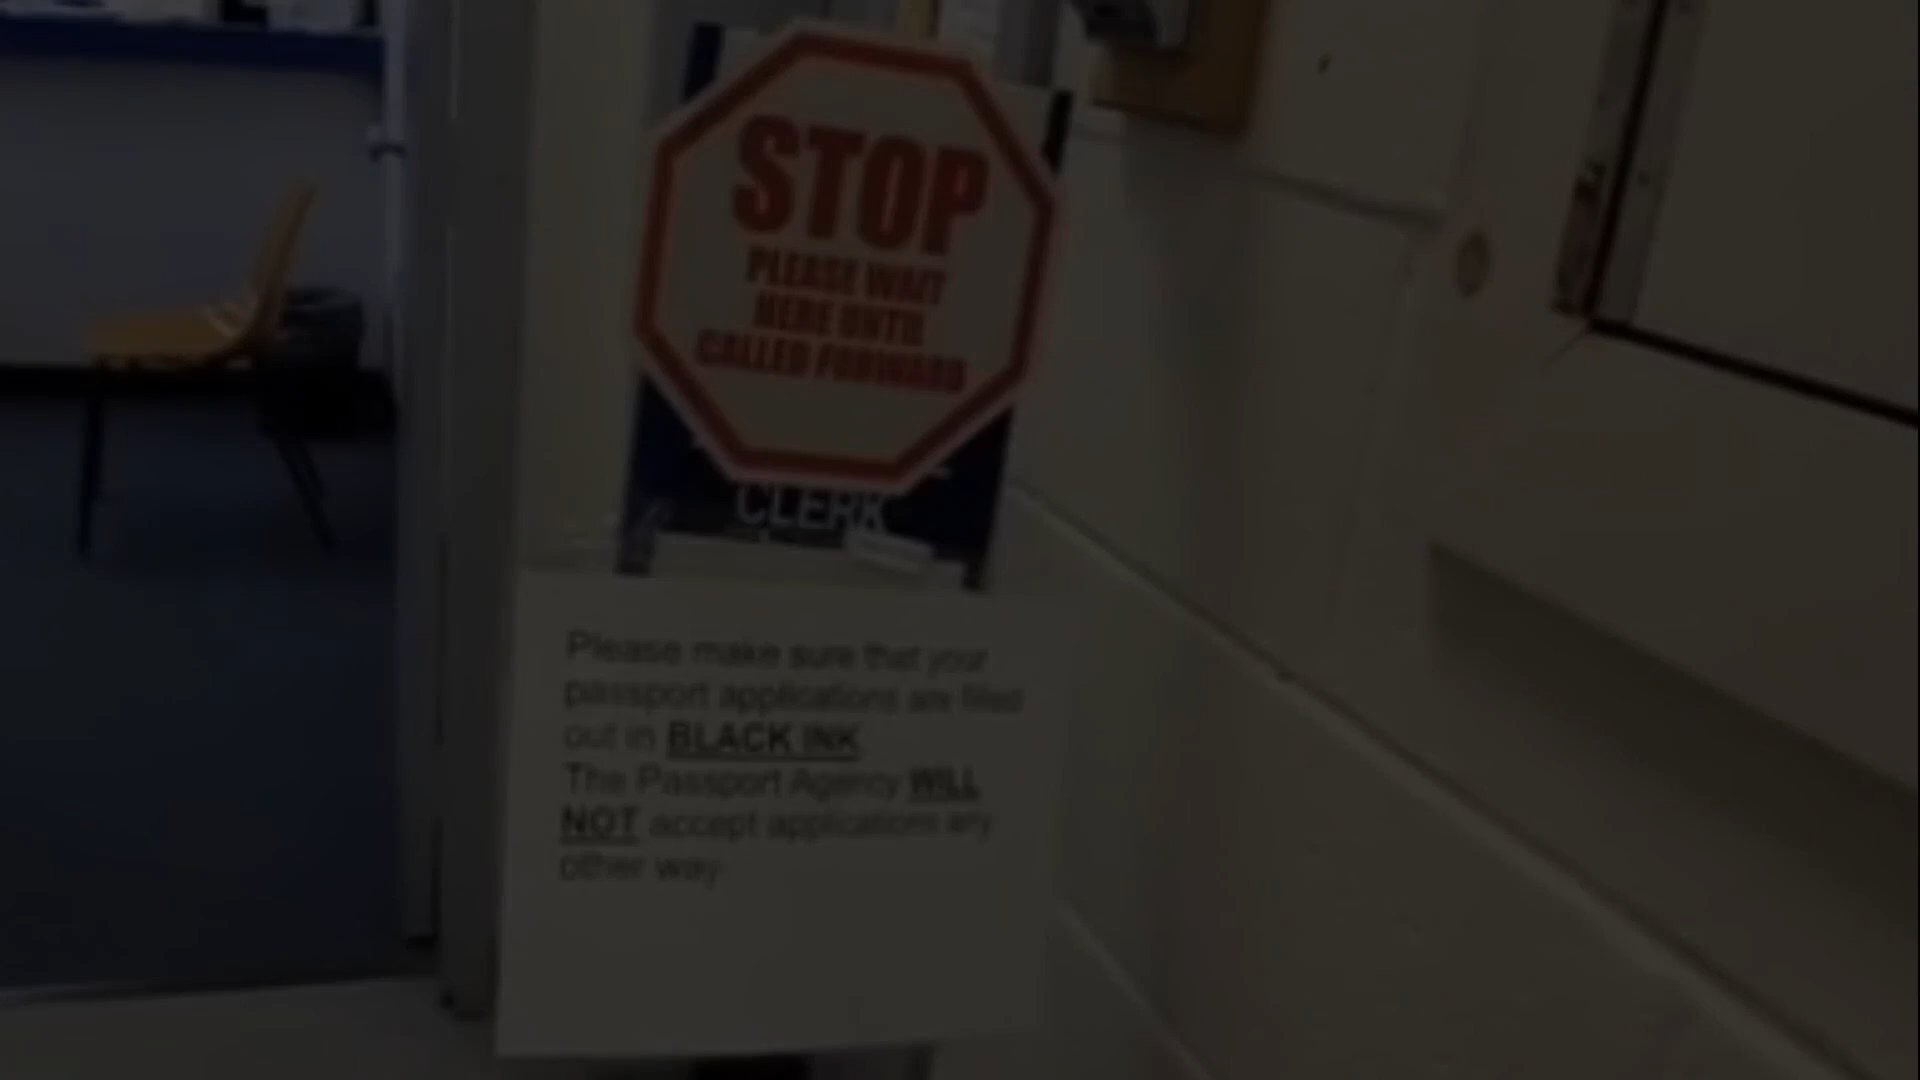 STOP
PLEASE WAIT
HERE UNTIL
CALLED FORWARD
CLERK
Please make sure that your
passport applications are filled
out in BLACK INK
The Passport Agency WILL
NOT accept applications any
other way